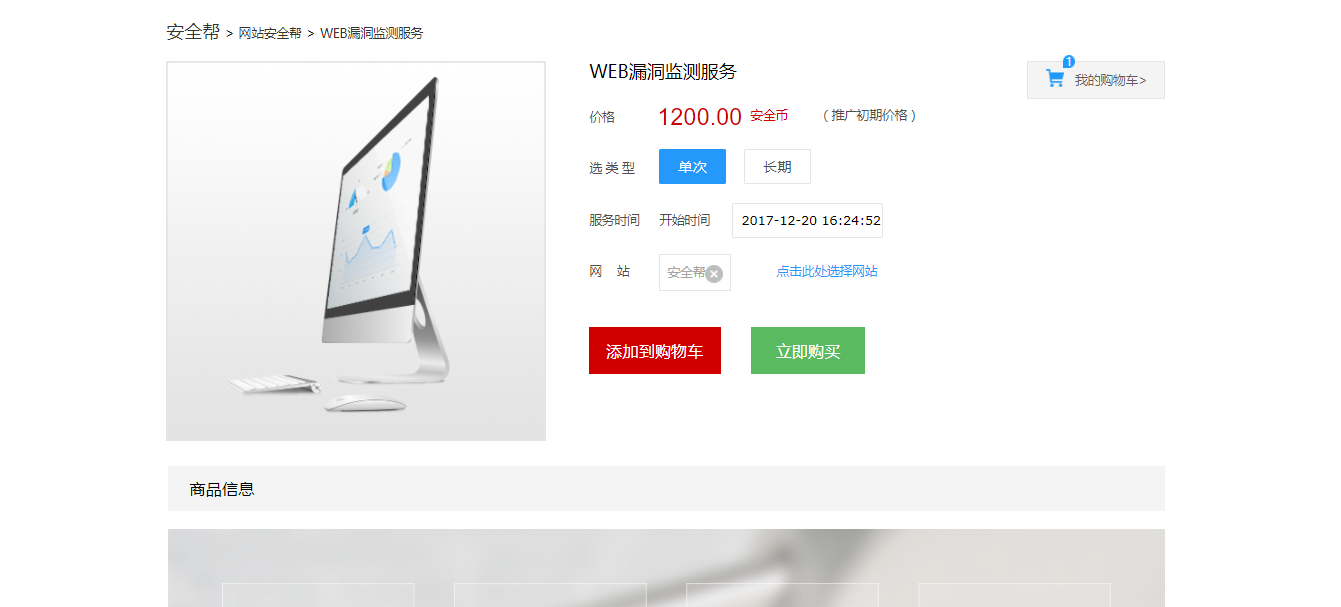 安全帮 > 网站安全帮 > WEB漏洞监测服务
WEB漏洞监测服务
1
我的购物车>
价格 1200.00 安全币 （推广初期价格）
选 类 型 单次 长期
服务时间 开始时间 2017-12-20 16:24:52
网 站 安全帮 点击此处选择网站
添加到购物车 立即购买
商品信息